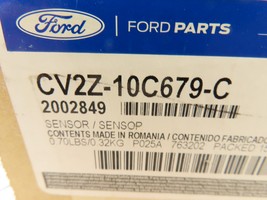 Ford
FORD PARTS
CV2Z-10C679-C
2002849
SENSOR / SENSOP
CONTENTS MADE IN ROMANIA / CONTENIDO FABRICADO
0.70LBS/0.32KG P025A 763202 PACKED 15